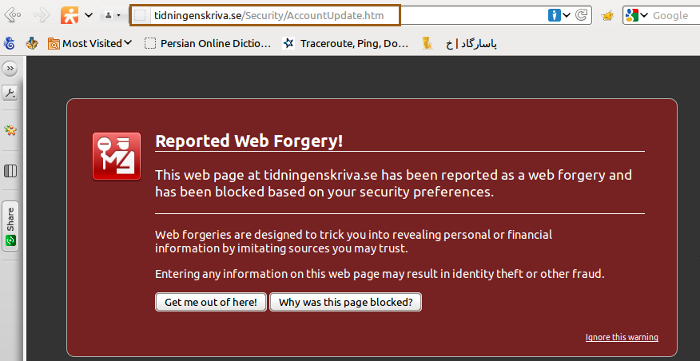 tidningenskriva.se/Security/AccountUpdate.htm
Google
Most Visited
Persian Online Dictio...
Traceroute, Ping, Do...
پاسارگاد | خ
Share
Reported Web Forgery!
This web page at tidningenskriva.se has been reported as a web forgery and
has been blocked based on your security preferences.
Web forgeries are designed to trick you into revealing personal or financial
information by imitating sources you may trust.
Entering any information on this web page may result in identity theft or other fraud.
Get me out of here!
Why was this page blocked?
Ignore this warning